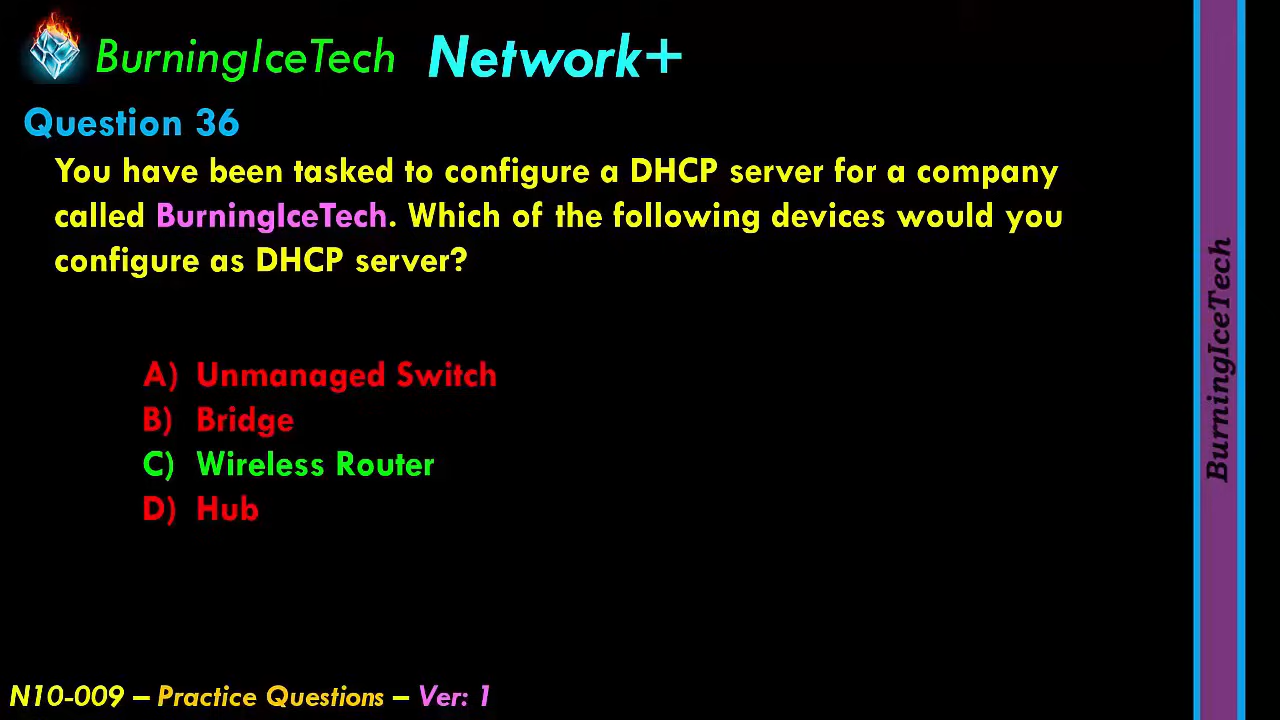 BurningIceTech Network+
Question 36
You have been tasked to configure a DHCP server for a company
called BurningIceTech. Which of the following devices would you
configure as DHCP server?
A) Unmanaged Switch
B) Bridge
C) Wireless Router
D) Hub
BurningIceTech
N10-009 – Practice Questions – Ver: 1